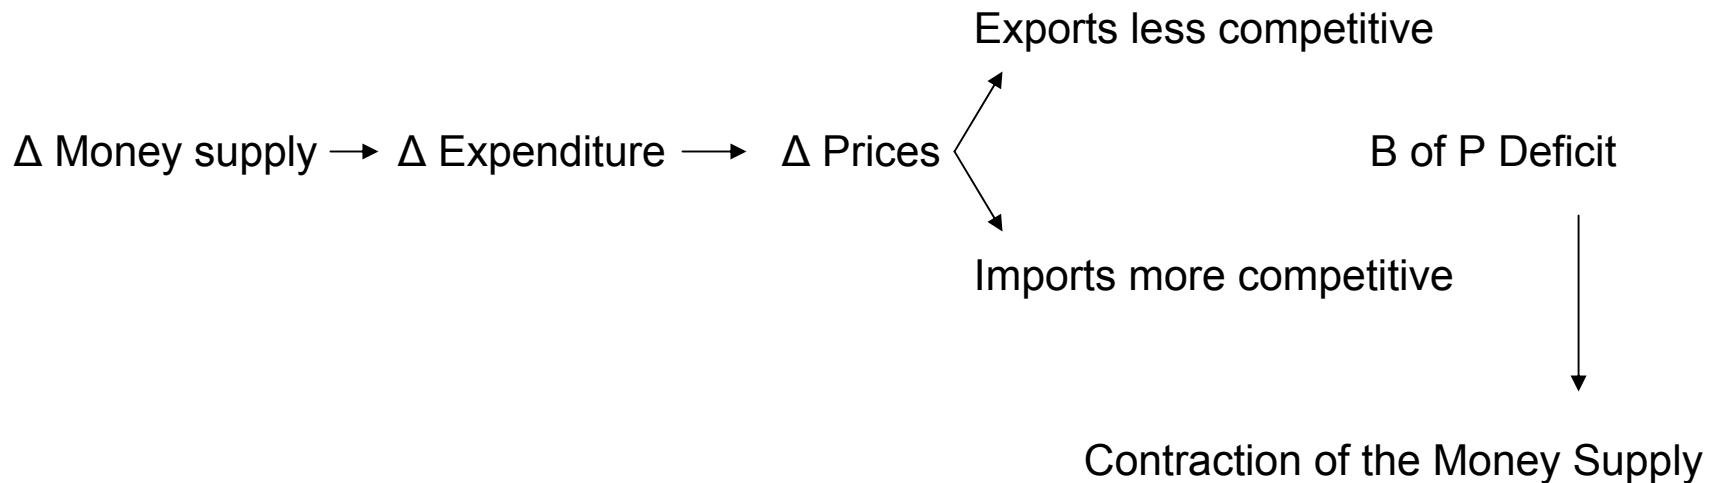 Exports less competitive
Δ Money supply Δ Expenditure Δ Prices B of P Deficit
Imports more competitive
Contraction of the Money Supply